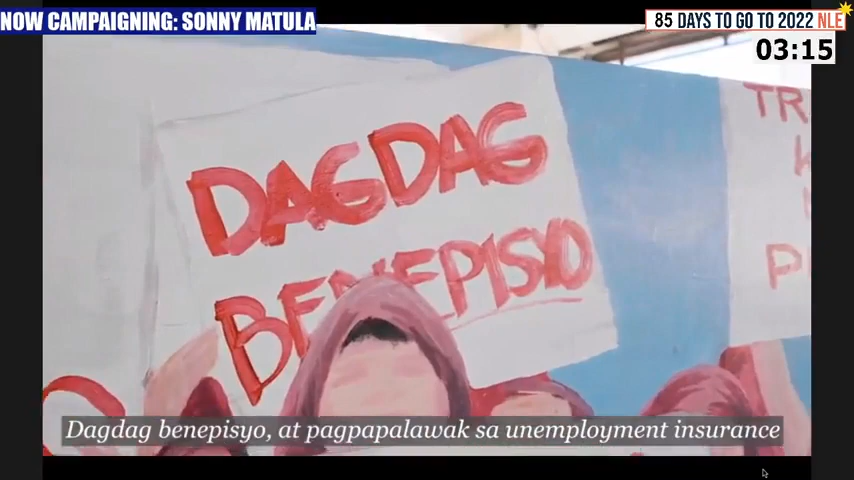 NOW CAMPAIGNING: SONNY MATULA
85 DAYS TO GO TO 2022 NLE
03:15
DAGDAG
BENEPISYO
TR
K
P
Dagdag benepisyo, at pagpapalawak sa unemployment insurance